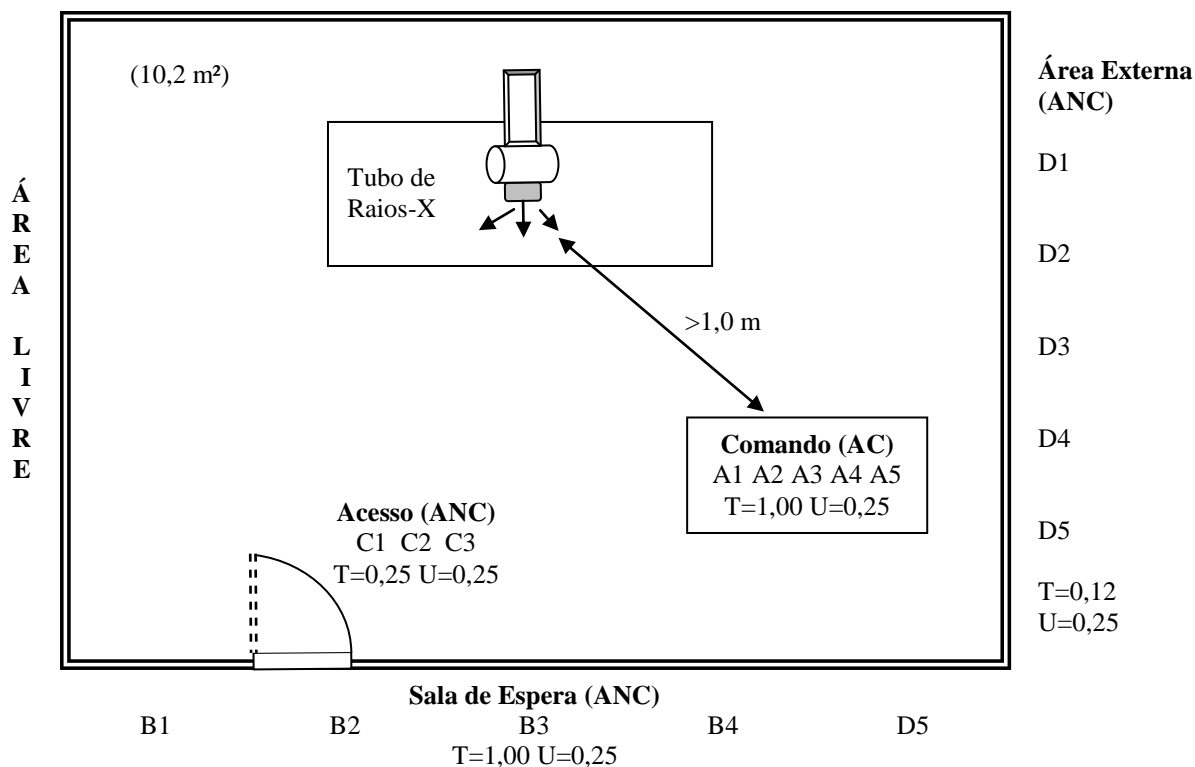 (10,2 m²)
Tubo de
Raios-X
Á
R
E
A
L
I
V
R
E
>1,0 m
Comando (AC)
A1 A2 A3 A4 A5
T=1,00 U=0,25
Acesso (ANC)
C1 C2 C3
T=0,25 U=0,25
Área Externa
(ANC)
D1
D2
D3
D4
D5
T=0,12
U=0,25
Sala de Espera (ANC)
B1 B2 B3 B4 D5
T=1,00 U=0,25